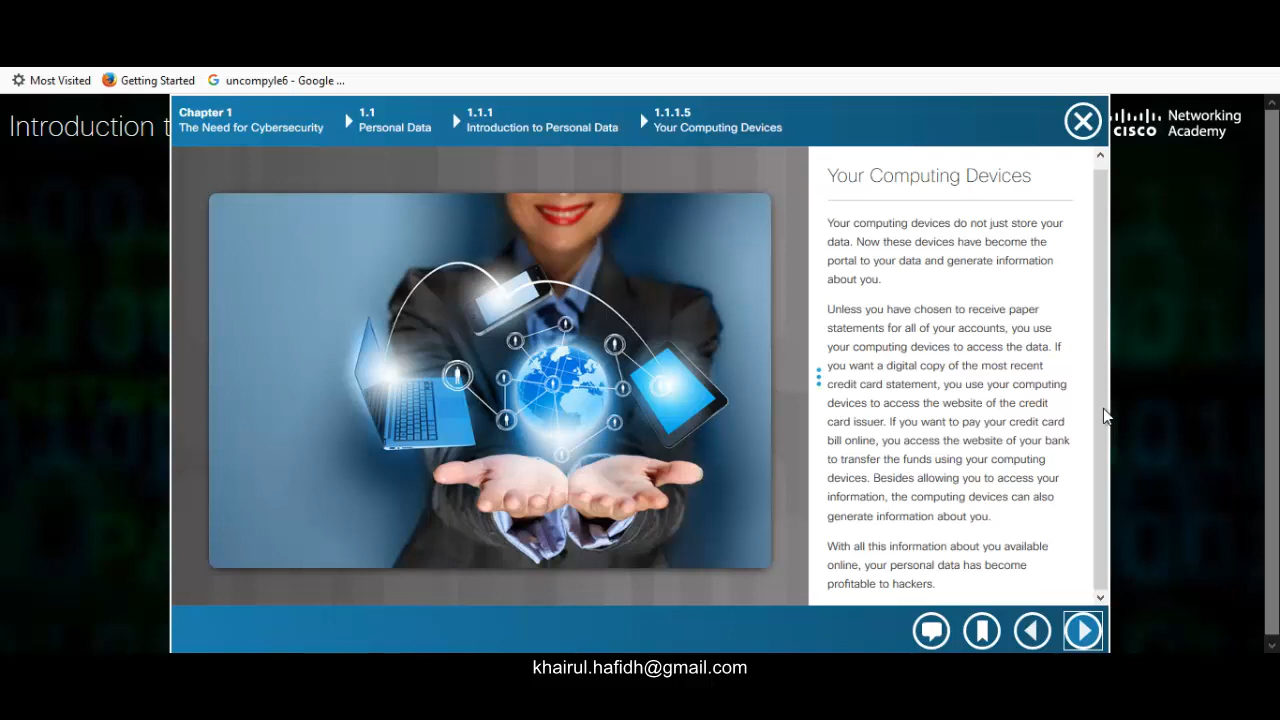 Most Visited
Getting Started
uncompyle6 - Google ...
Introduction t
Chapter 1
The Need for Cybersecurity
1.1
Personal Data
1.1.1
Introduction to Personal Data
1.1.1.5
Your Computing Devices
CISCO
Networking
Academy
Your Computing Devices
Your computing devices do not just store your
data. Now these devices have become the
portal to your data and generate information
about you.
Unless you have chosen to receive paper
statements for all of your accounts, you use
your computing devices to access the data. If
you want a digital copy of the most recent
credit card statement, you use your computing
devices to access the website of the credit
card issuer. If you want to pay your credit card
bill online, you access the website of your bank
to transfer the funds using your computing
devices. Besides allowing you to access your
information, the computing devices can also
generate information about you.
With all this information about you available
online, your personal data has become
profitable to hackers.
khairul.hafidh@gmail.com